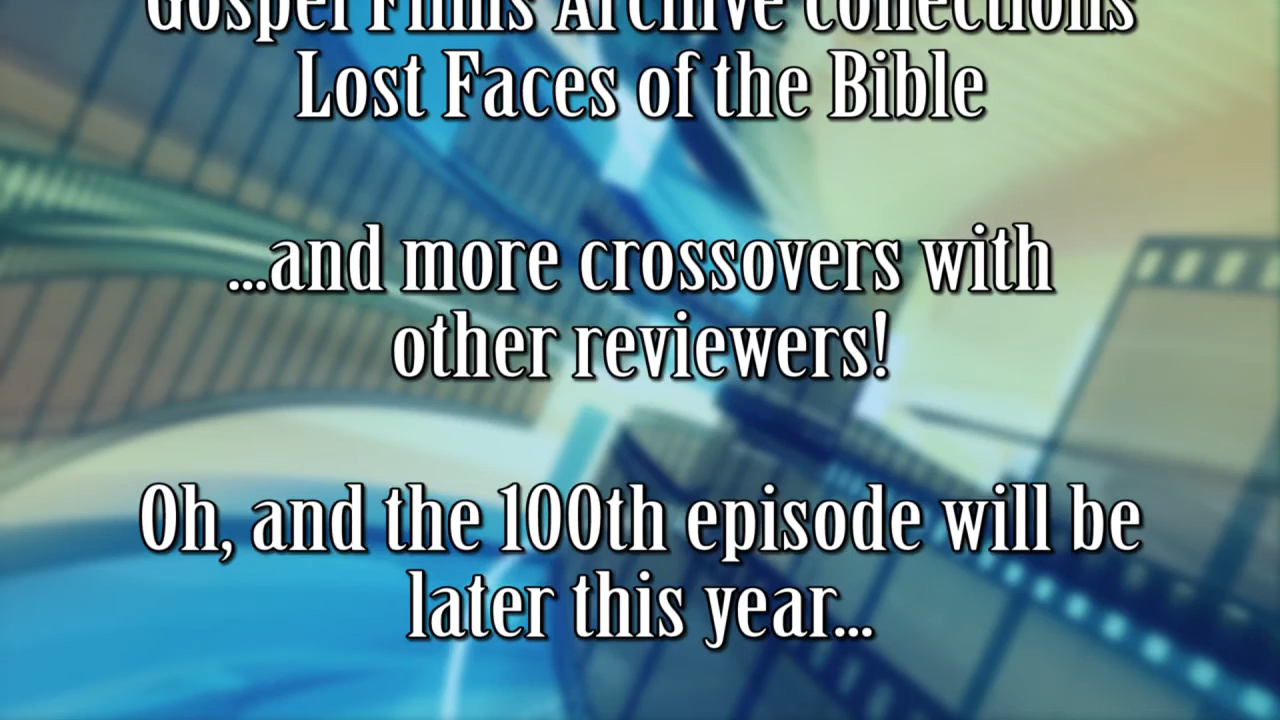 Gospel Films Archive Collections
Lost Faces of the Bible
...and more crossovers with
other reviewers!
Oh, and the 100th episode will be
later this year...